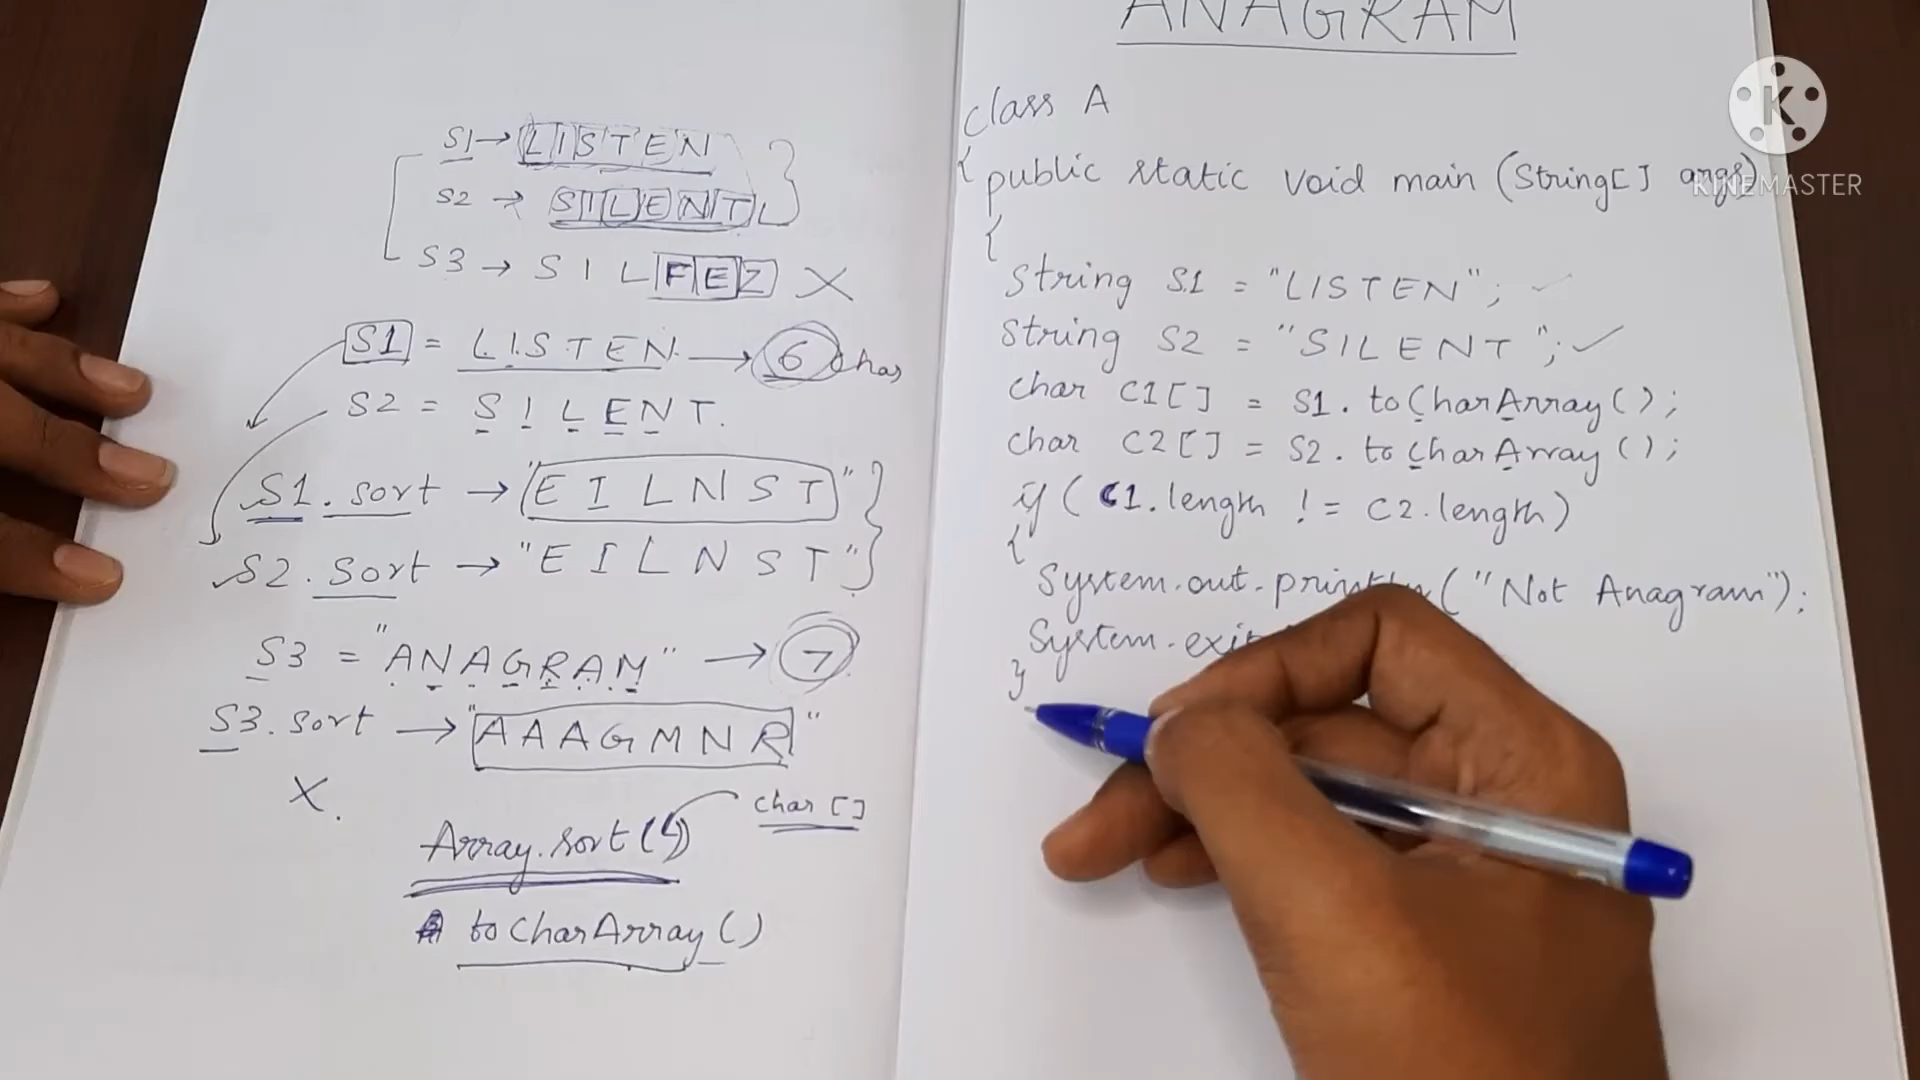 S1 → LISTEN
S2 → SILENT
S3 → SILFEZ X
S1 = LISTEN. → 6 char
S2 = SILENT.
S1.sort → "EILNST"
S2.sort → "EILNST"
S3 = "ANAGRAM" → 7
S3.sort → "AAAGMNR"
X.
char []
Array.sort()
toCharArray()
ANAGRAM
class A
{ public static void main (String[] args)
{
String S1 = "LISTEN"; ✓
String S2 = "SILENT"; ✓
char C1[] = S1.toCharArray();
char C2[] = S2.toCharArray();
if (C1.length != C2.length)
{
System.out.println("Not Anagram");
System.exit
}
K
KINEMASTER